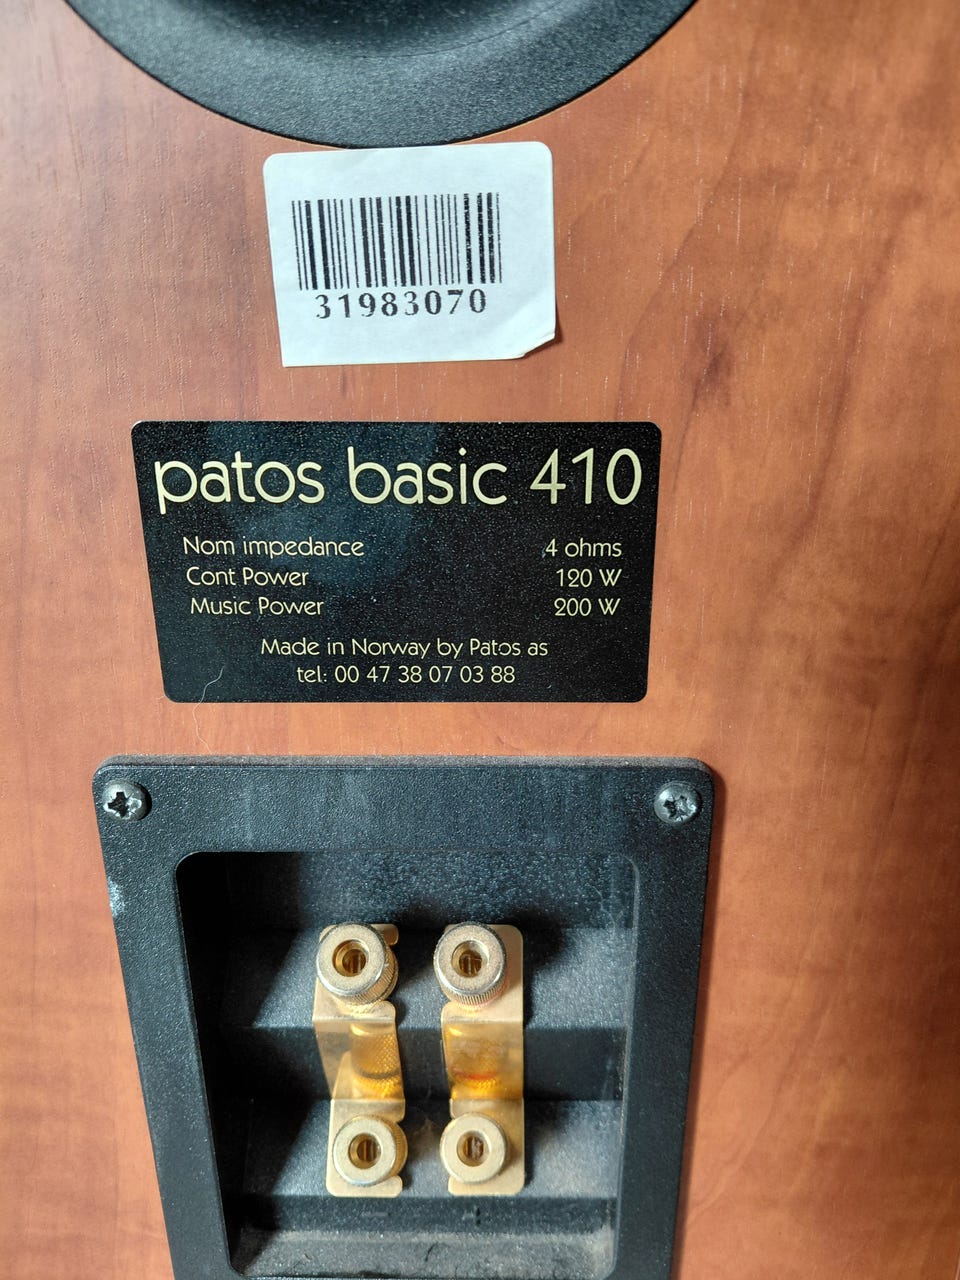 31983070
patos basic 410
Nom impedance 4 ohms
Cont Power 120 W
Music Power 200 W
Made in Norway by Patos as
tel: 00 47 38 07 03 88
- +